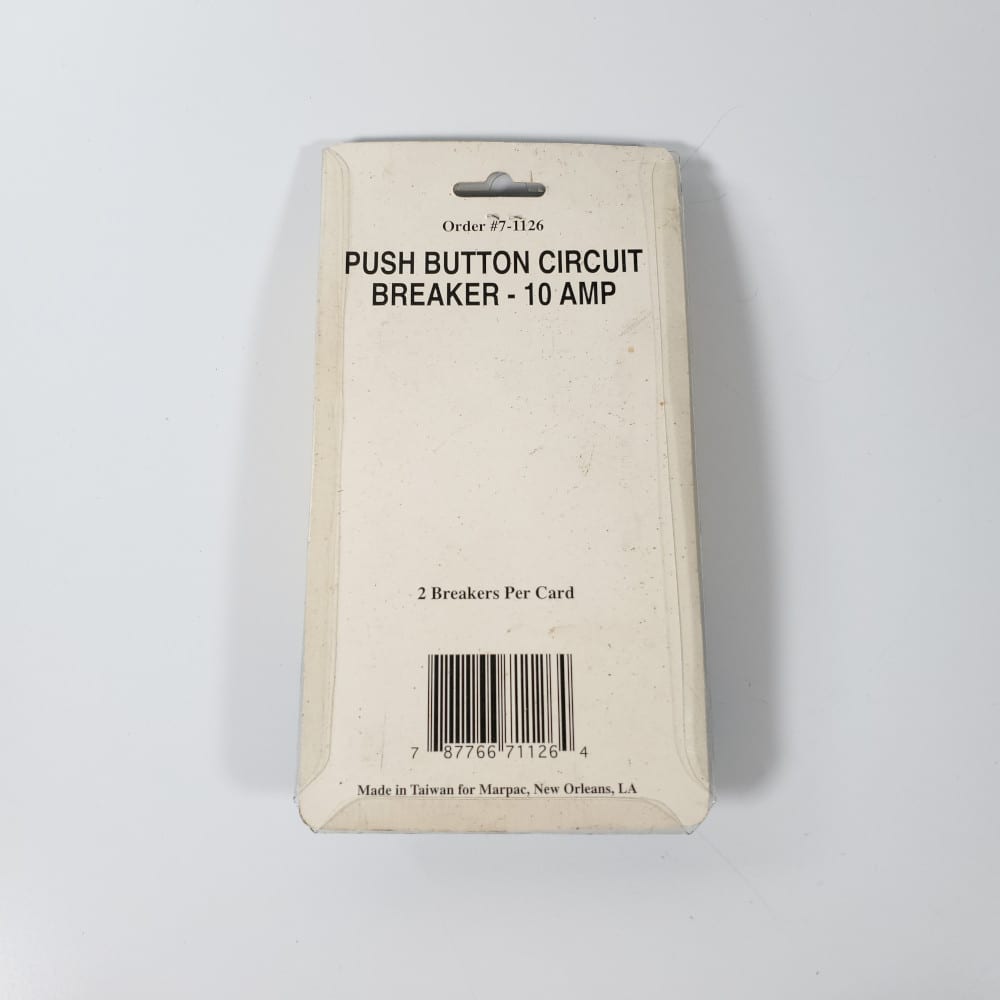 Order #7-1126
PUSH BUTTON CIRCUIT
BREAKER - 10 AMP
2 Breakers Per Card
7 87766 71126 4
Made in Taiwan for Marpac, New Orleans, LA